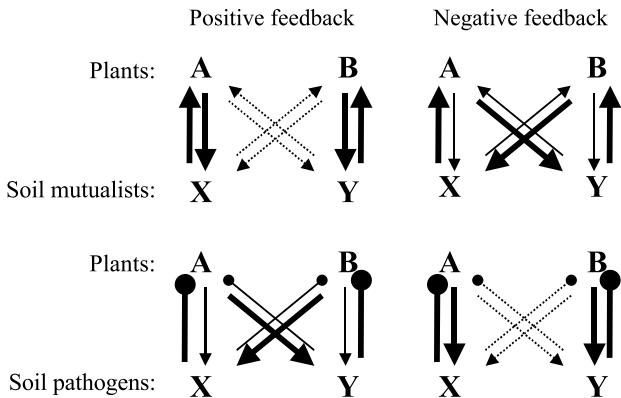 Positive feedback Negative feedback
Plants: A B A B
Soil mutualists: X Y X Y
Plants: A B A B
Soil pathogens: X Y X Y